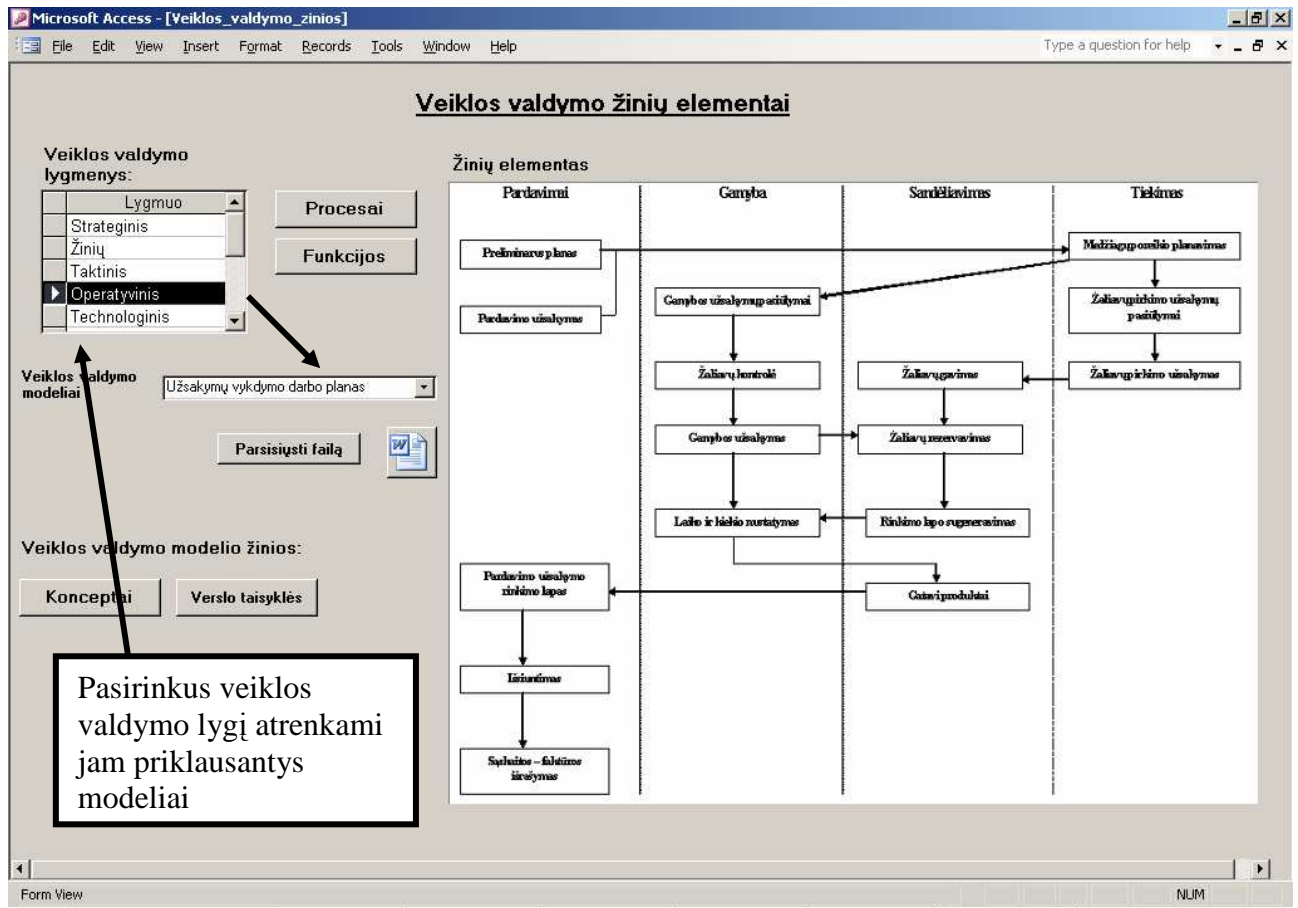 Microsoft Access - [Veiklos_valdymo_zinios]
File Edit View Insert Format Records Tools Window Help
Type a question for help
Veiklos valdymo žinių elementai
Veiklos valdymo
lygmenys:
Lygmuo
Strateginis
Žinių
Taktinis
Operatyvinis
Technologinis
Procesai
Funkcijos
Veiklos valdymo
modeliai
Užsakymų vykdymo darbo planas
Parsisiųsti failą
Veiklos valdymo modelio žinios:
Konceptai
Verslo taisyklės
Pasirinkus veiklos
valdymo lygį atrenkami
jam priklausantys
modeliai
Žinių elementas
Pardavimai
Gamyba
Sandėliavimas
Tiekimas
Preliminarus planas
Medžiagų poreikio planavimas
Gamybos užsakymų pasiūlymai
Žaliavų pirkimo užsakymų
pasiūlymai
Pardavimo užsakymas
Žaliavų kontrolė
Žaliavų gavimas
Žaliavų pirkimo užsakymas
Gamybos užsakymas
Žaliavų rezervavimas
Laiko ir kiekio nustatymas
Rinkimo lapo sugeneravimas
Pardavimo užsakymo
rinkimo lapas
Gatavi produktai
Išsiuntimas
Sąskaitos – faktūros
išrašymas
Form View
NUM